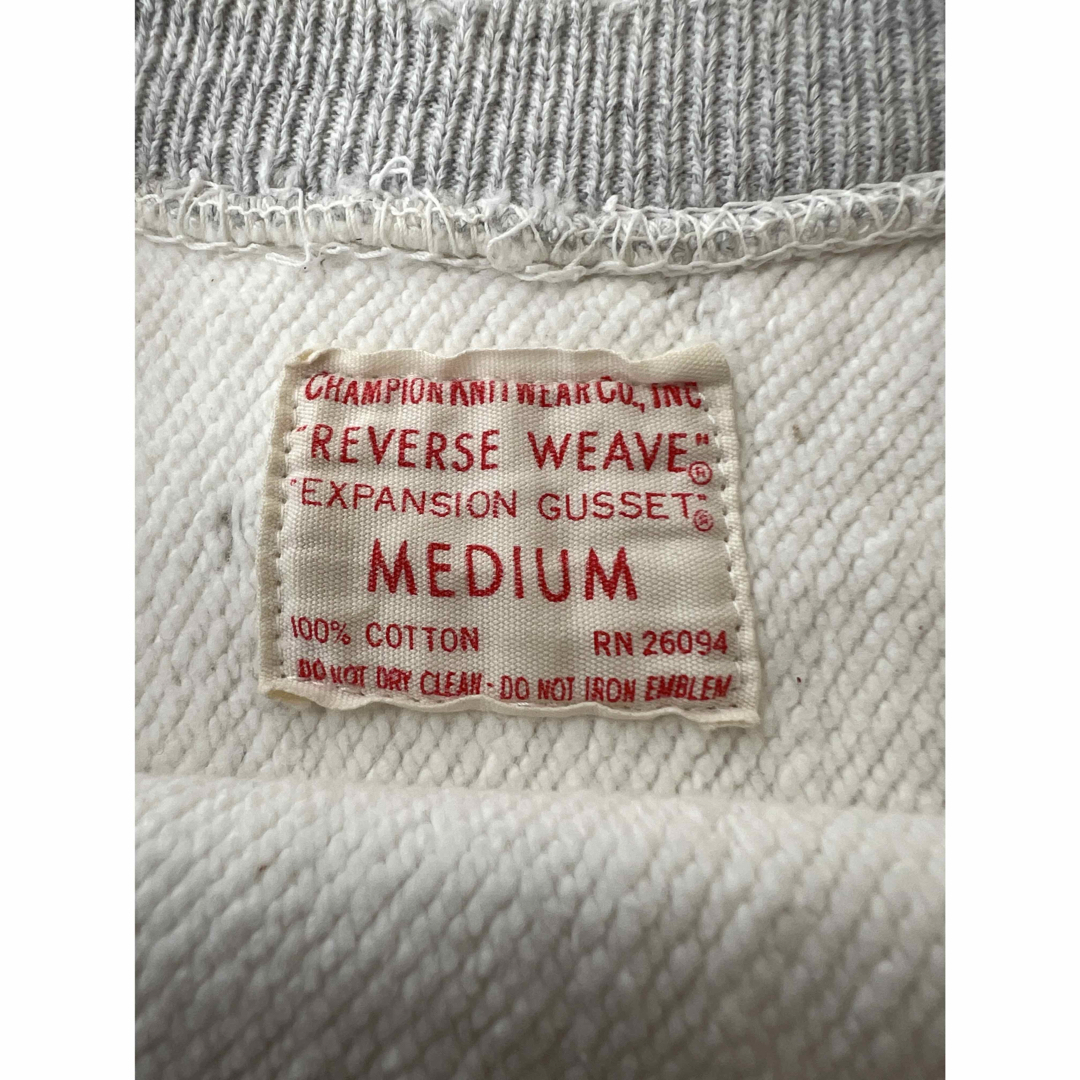 CHAMPION KNITWEAR CO., INC
"REVERSE WEAVE"®
"EXPANSION GUSSET"®
MEDIUM
100% COTTON RN 26094
DO NOT DRY CLEAN - DO NOT IRON EMBLEM